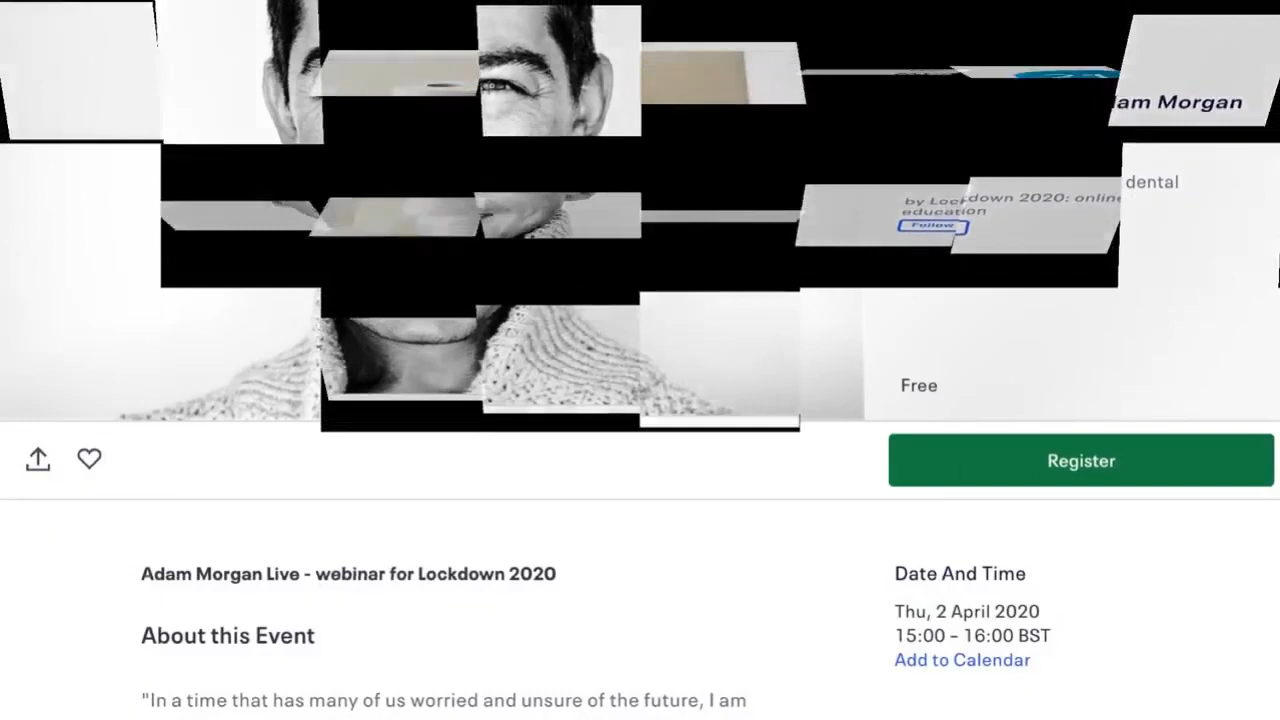 am Morgan
dental
by Lockdown 2020: online
education
Follow
Free
Register
Adam Morgan Live - webinar for Lockdown 2020
Date And Time
Thu, 2 April 2020
15:00 – 16:00 BST
Add to Calendar
About this Event
"In a time that has many of us worried and unsure of the future, I am